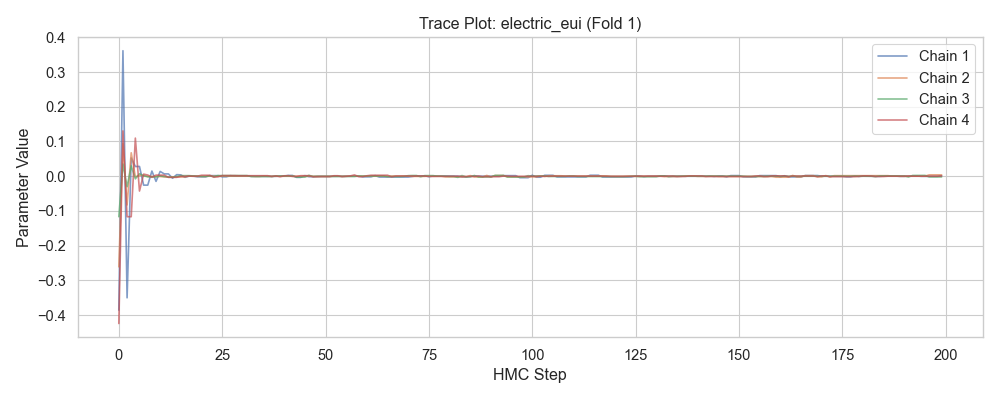 Trace Plot: electric_eui (Fold 1)
Parameter Value
0.4
0.3
0.2
0.1
0.0
−0.1
−0.2
−0.3
−0.4
Chain 1
Chain 2
Chain 3
Chain 4
0 25 50 75 100 125 150 175 200
HMC Step